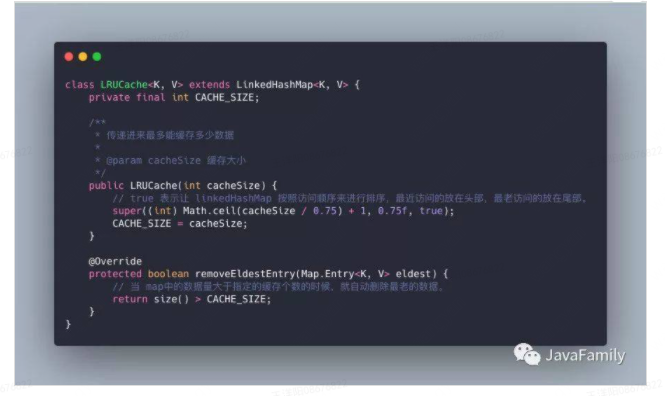 class LRUCache<K, V> extends LinkedHashMap<K, V> {
    private final int CACHE_SIZE;
    /**
     * 传递进来最多能缓存多少数据
     *
     * @param cacheSize 缓存大小
     */
    public LRUCache(int cacheSize) {
        // true 表示让 linkedHashMap 按照访问顺序来进行排序，最近访问的放在头部，最老访问的放在尾部。
        super((int) Math.ceil(cacheSize / 0.75) + 1, 0.75f, true);
        CACHE_SIZE = cacheSize;
    }
    @Override
    protected boolean removeEldestEntry(Map.Entry<K, V> eldest) {
        // 当 map中的数据量大于指定的缓存个数的时候，就自动删除最老的数据。
        return size() > CACHE_SIZE;
    }
}
JavaFamily